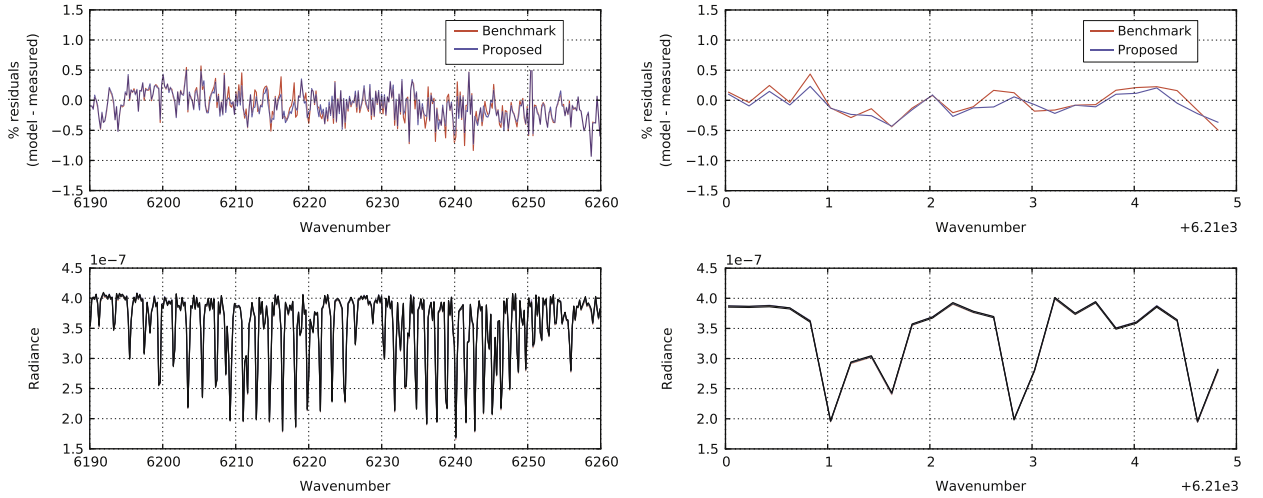 1.5
1.0
0.5
0.0
−0.5
−1.0
−1.5
% residuals
(model - measured)
Benchmark
Proposed
6190 6200 6210 6220 6230 6240 6250 6260
Wavenumber
1.5
1.0
0.5
0.0
−0.5
−1.0
−1.5
% residuals
(model - measured)
Benchmark
Proposed
0 1 2 3 4 5
Wavenumber
+6.21e3
1e−7
4.5
4.0
3.5
3.0
2.5
2.0
1.5
Radiance
6190 6200 6210 6220 6230 6240 6250 6260
Wavenumber
1e−7
4.5
4.0
3.5
3.0
2.5
2.0
1.5
Radiance
0 1 2 3 4 5
Wavenumber
+6.21e3